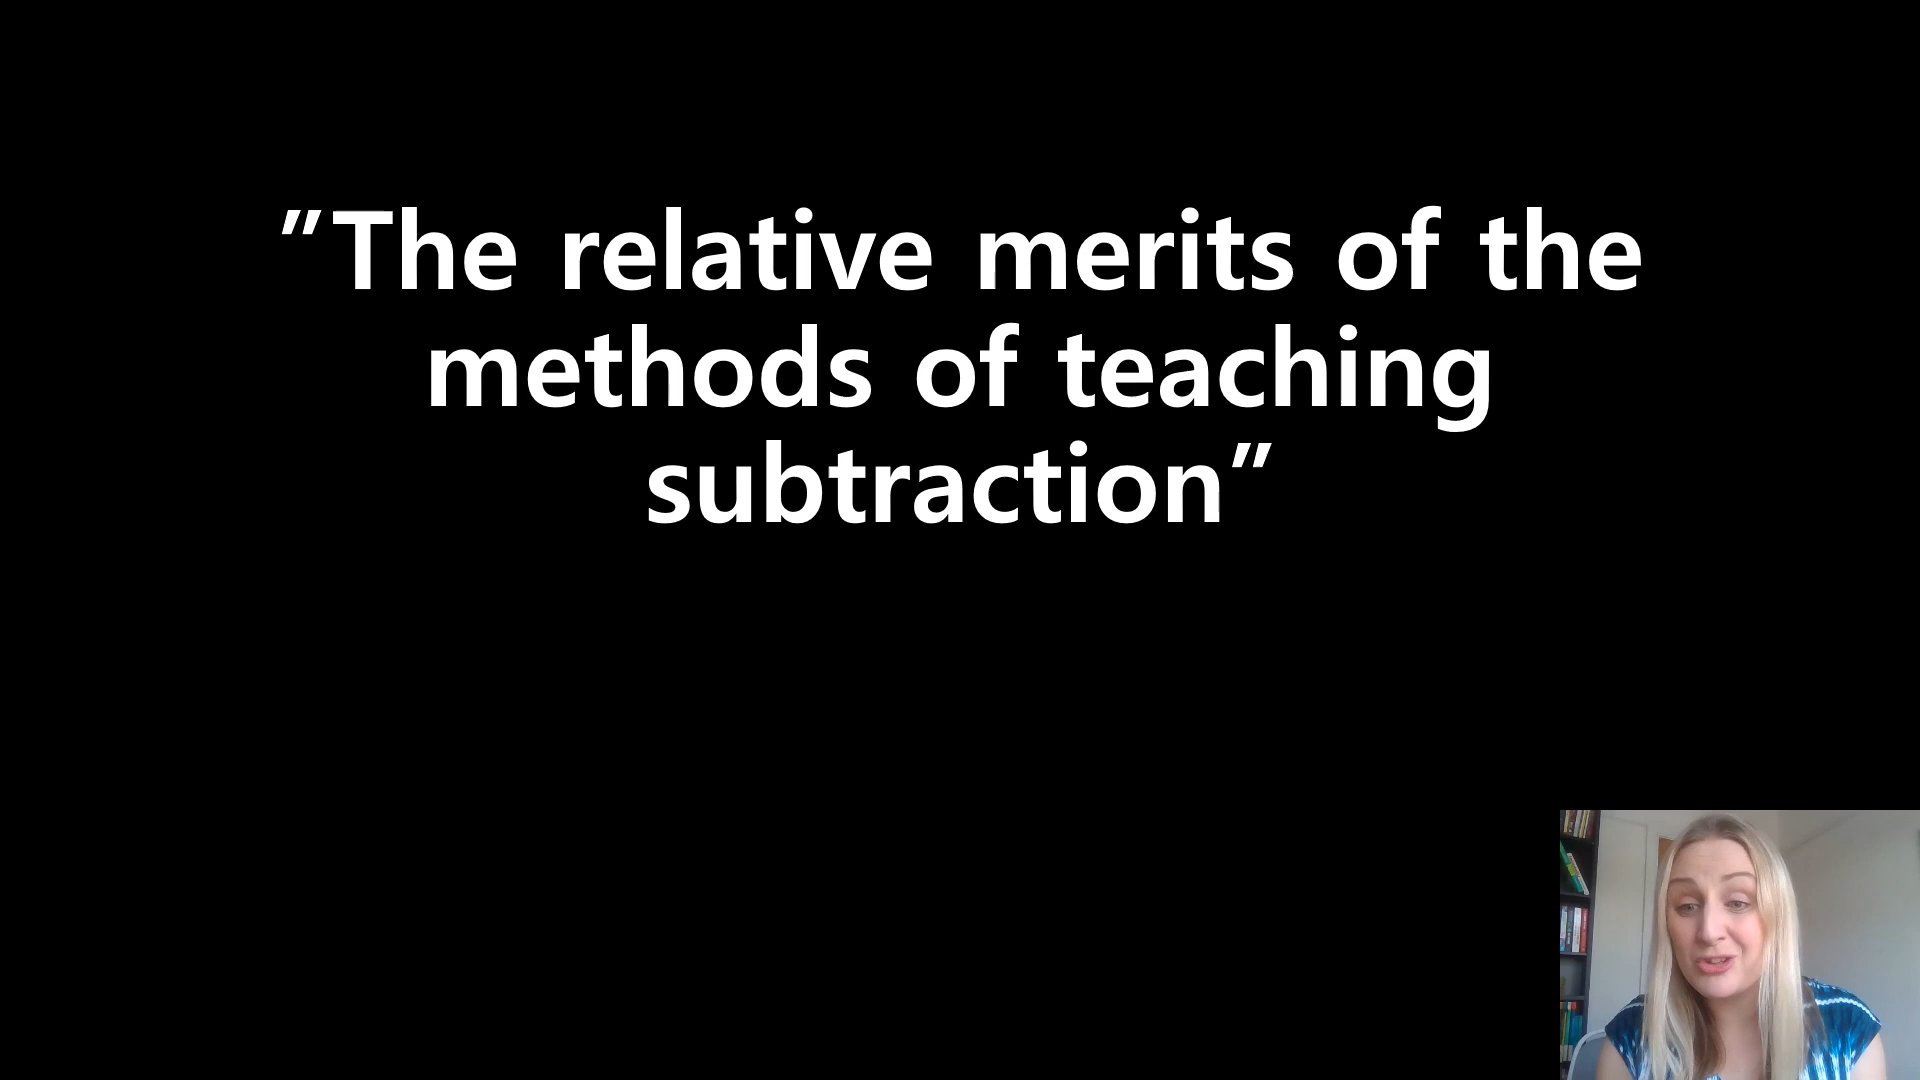 ”The relative merits of the
methods of teaching
subtraction”